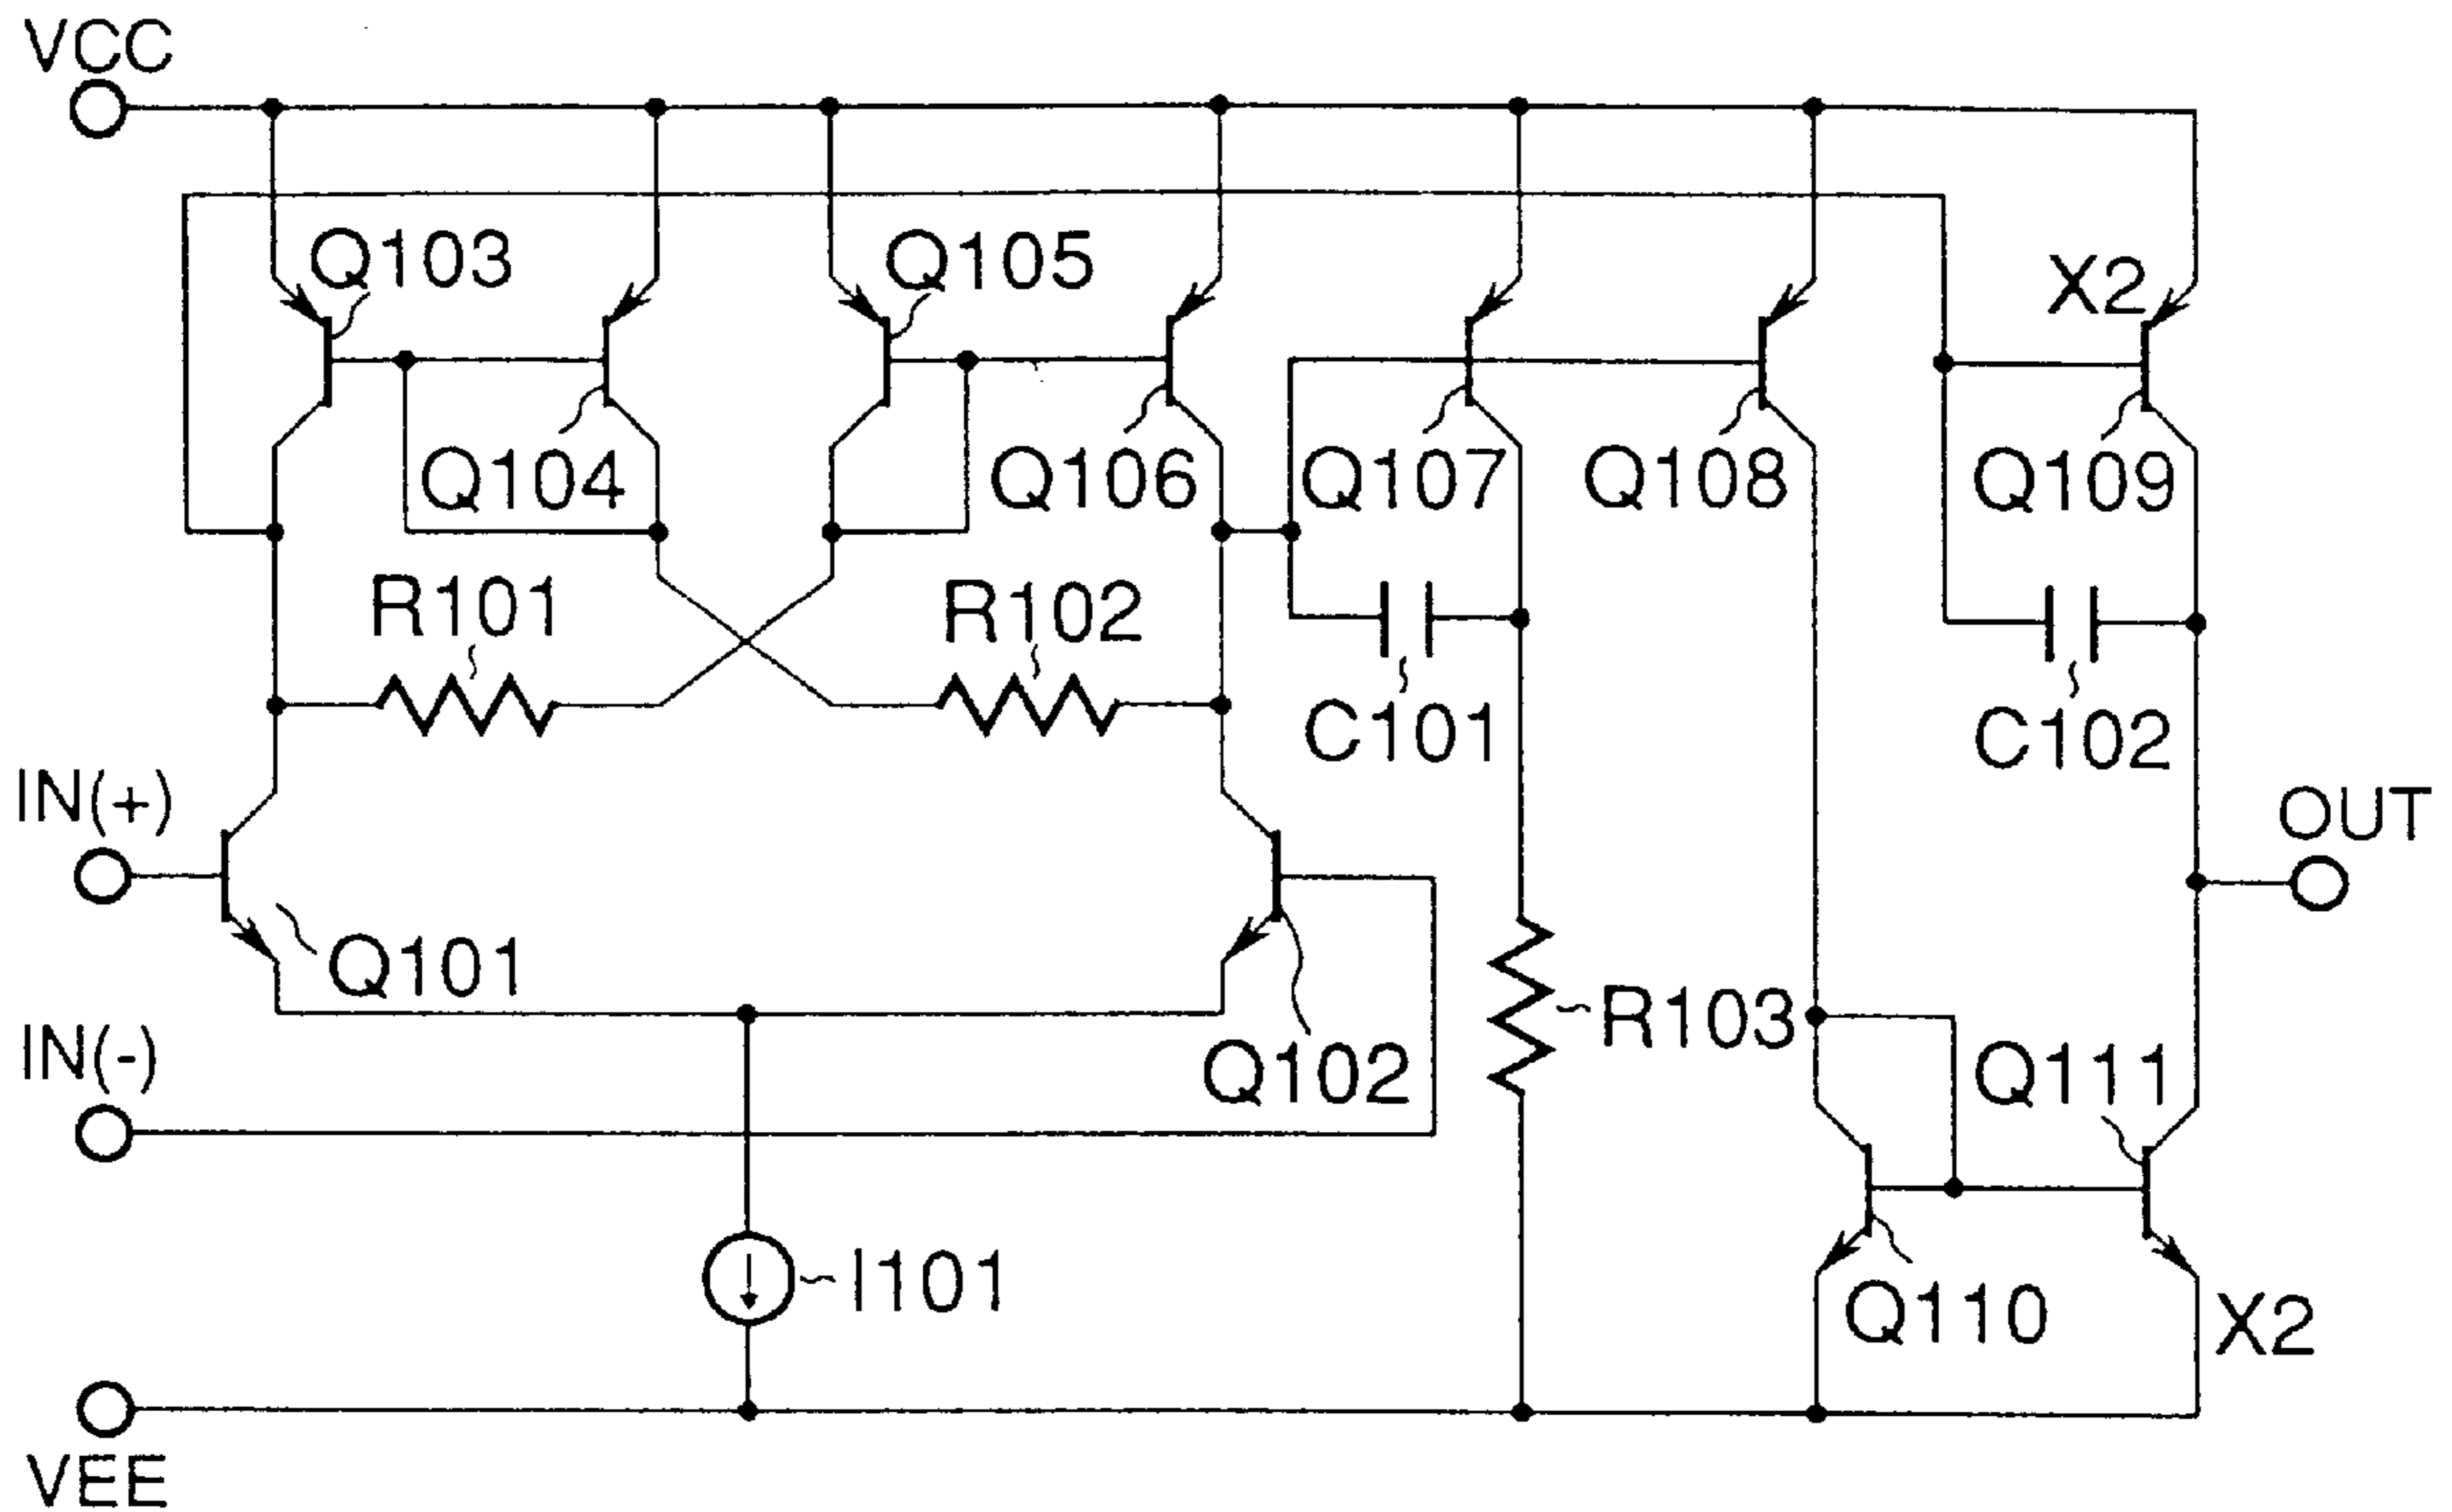 VCC
Q103
Q105
X2
Q104
Q106
Q107
Q108
Q109
R101
R102
C101
C102
IN(+)
OUT
Q101
R103
IN(-)
Q102
Q111
I101
Q110
X2
VEE